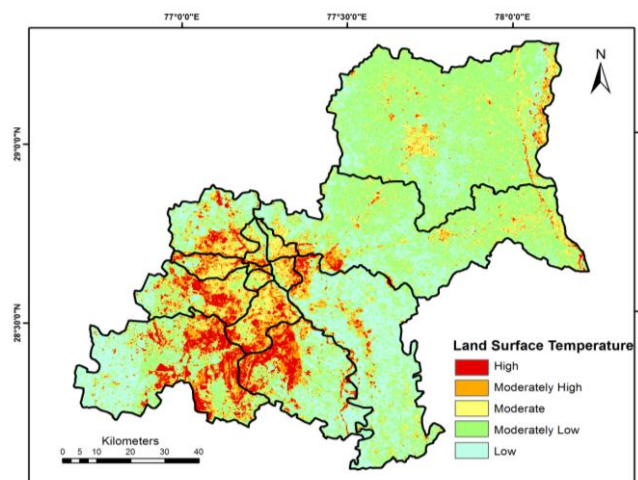 77°0'0"E 77°30'0"E 78°0'0"E
N
29°0'0"N
28°30'0"N
Land Surface Temperature
High
Moderately High
Moderate
Moderately Low
Low
Kilometers
0 5 10 20 30 40